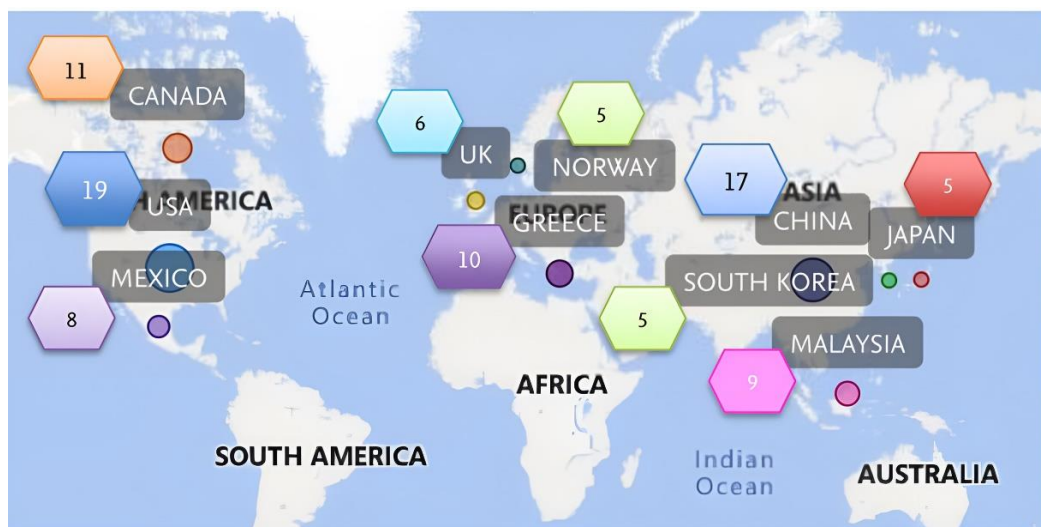 11
CANADA
6
5
UK
NORWAY
19
H AMERICA
USA
17
ASIA
CHINA
5
JAPAN
EUROPE
GREECE
10
MEXICO
8
Atlantic
Ocean
SOUTH KOREA
5
MALAYSIA
9
AFRICA
SOUTH AMERICA
Indian
Ocean
AUSTRALIA